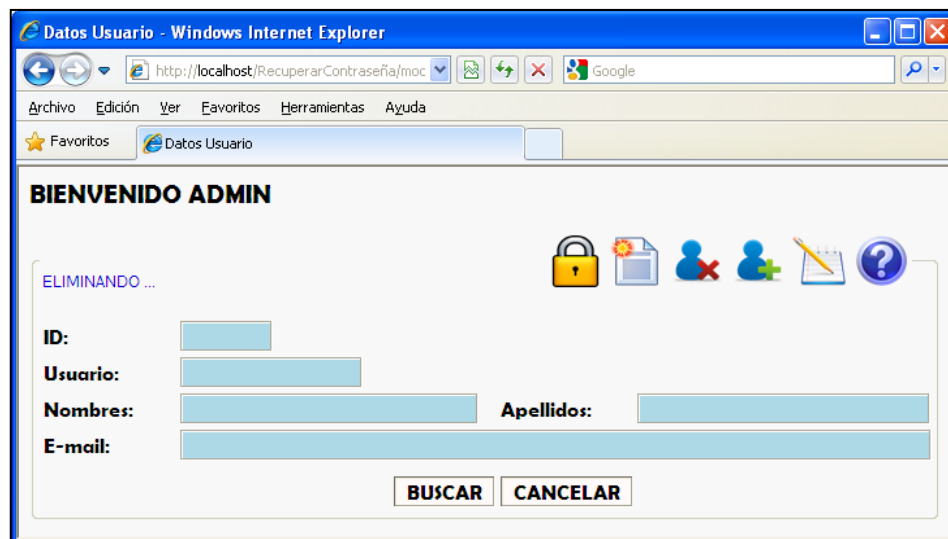 Datos Usuario - Windows Internet Explorer
http://localhost/RecuperarContraseña/moc
Google
Archivo Edición Ver Favoritos Herramientas Ayuda
Favoritos
Datos Usuario
BIENVENIDO ADMIN
ELIMINANDO ...
ID:
Usuario:
Nombres: Apellidos:
E-mail:
BUSCAR CANCELAR